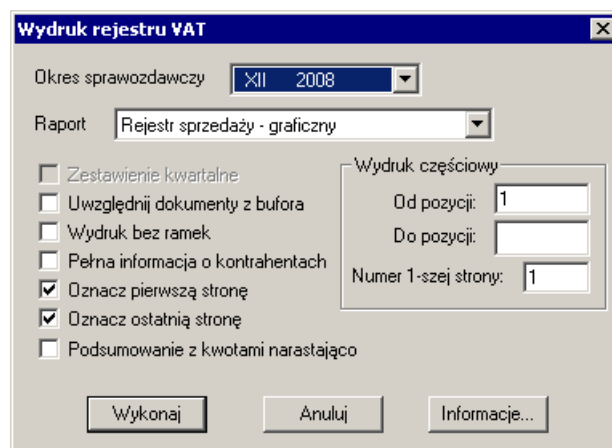 Wydruk rejestru VAT
Okres sprawozdawczy XII 2008
Raport Rejestr sprzedaży - graficzny
Zestawienie kwartalne
Uwzględnij dokumenty z bufora
Wydruk bez ramek
Pełna informacja o kontrahentach
Oznacz pierwszą stronę
Oznacz ostatnią stronę
Podsumowanie z kwotami narastająco
Wydruk częściowy
Od pozycji: 1
Do pozycji:
Numer 1-szej strony: 1
Wykonaj Anuluj Informacje...